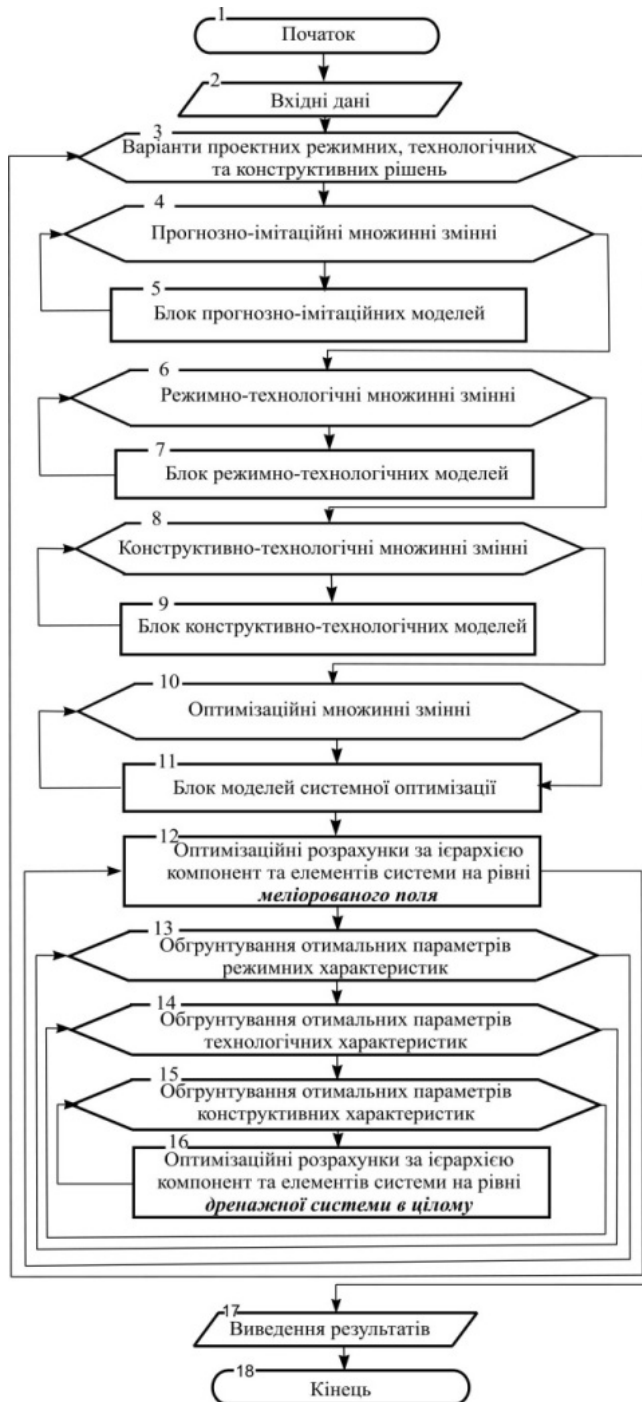 1
Початок
2
Вхідні дані
3
Варіанти проектних режимних, технологічних
та конструктивних рішень
4
Прогнозно-імітаційні множинні змінні
5
Блок прогнозно-імітаційних моделей
6
Режимно-технологічні множинні змінні
7
Блок режимно-технологічних моделей
8
Конструктивно-технологічні множинні змінні
9
Блок конструктивно-технологічних моделей
10
Оптимізаційні множинні змінні
11
Блок моделей системної оптимізації
12
Оптимізаційні розрахунки за ієрархією
компонент та елементів системи на рівні
меліорованого поля
13
Обгрунтування отимальних параметрів
режимних характеристик
14
Обгрунтування отимальних параметрів
технологічних характеристик
15
Обгрунтування отимальних параметрів
конструктивних характеристик
16
Оптимізаційні розрахунки за ієрархією
компонент та елементів системи на рівні
дренажної системи в цілому
17
Виведення результатів
18
Кінець